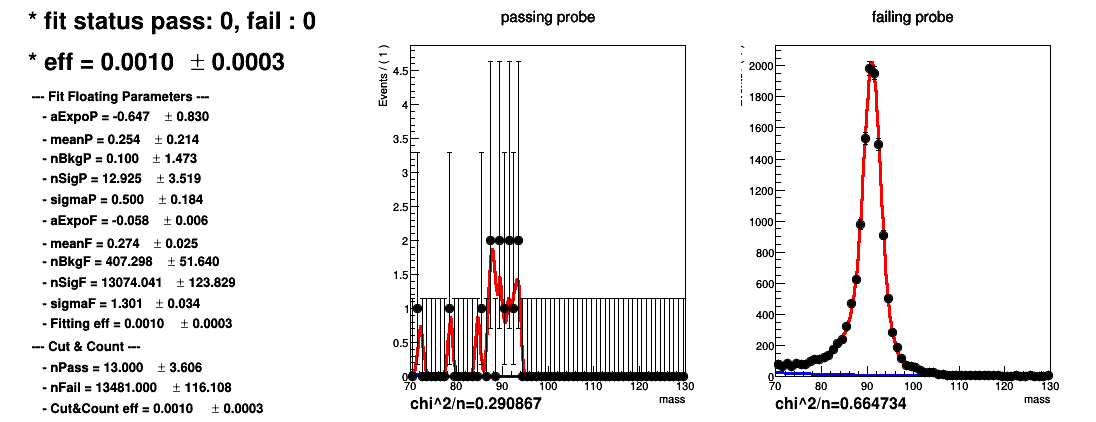 * fit status pass: 0, fail : 0
* eff = 0.0010 ± 0.0003
--- Fit Floating Parameters ---
- aExpoP = -0.647 ± 0.830
- meanP = 0.254 ± 0.214
- nBkgP = 0.100 ± 1.473
- nSigP = 12.925 ± 3.519
- sigmaP = 0.500 ± 0.184
- aExpoF = -0.058 ± 0.006
- meanF = 0.274 ± 0.025
- nBkgF = 407.298 ± 51.640
- nSigF = 13074.041 ± 123.829
- sigmaF = 1.301 ± 0.034
- Fitting eff = 0.0010 ± 0.0003
--- Cut & Count ---
- nPass = 13.000 ± 3.606
- nFail = 13481.000 ± 116.108
- Cut&Count eff = 0.0010 ± 0.0003
passing probe
Events / ( 1 )
4.5
4
3.5
3
2.5
2
1.5
1
0.5
0
70 80 90 100 110 120 130
mass
chi^2/n=0.290867
failing probe
2000
1800
1600
1400
1200
1000
800
600
400
200
0
70 80 90 100 110 120 130
mass
chi^2/n=0.664734